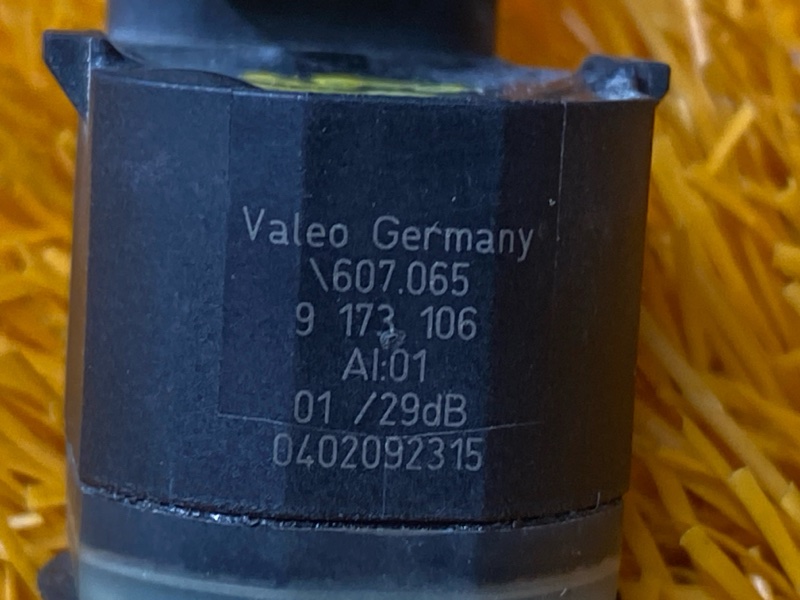 Valeo Germany
\607.065
9 173 106
AI:01
01 /29dB
0402092315